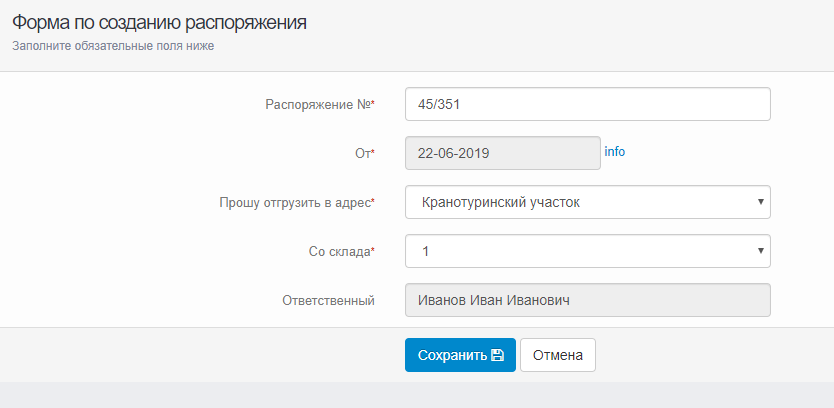 Форма по созданию распоряжения
Заполните обязательные поля ниже
Распоряжение №* 45/351
От* 22-06-2019 info
Прошу отгрузить в адрес* Кранотуринский участок
Со склада* 1
Ответственный Иванов Иван Иванович
Сохранить Отмена